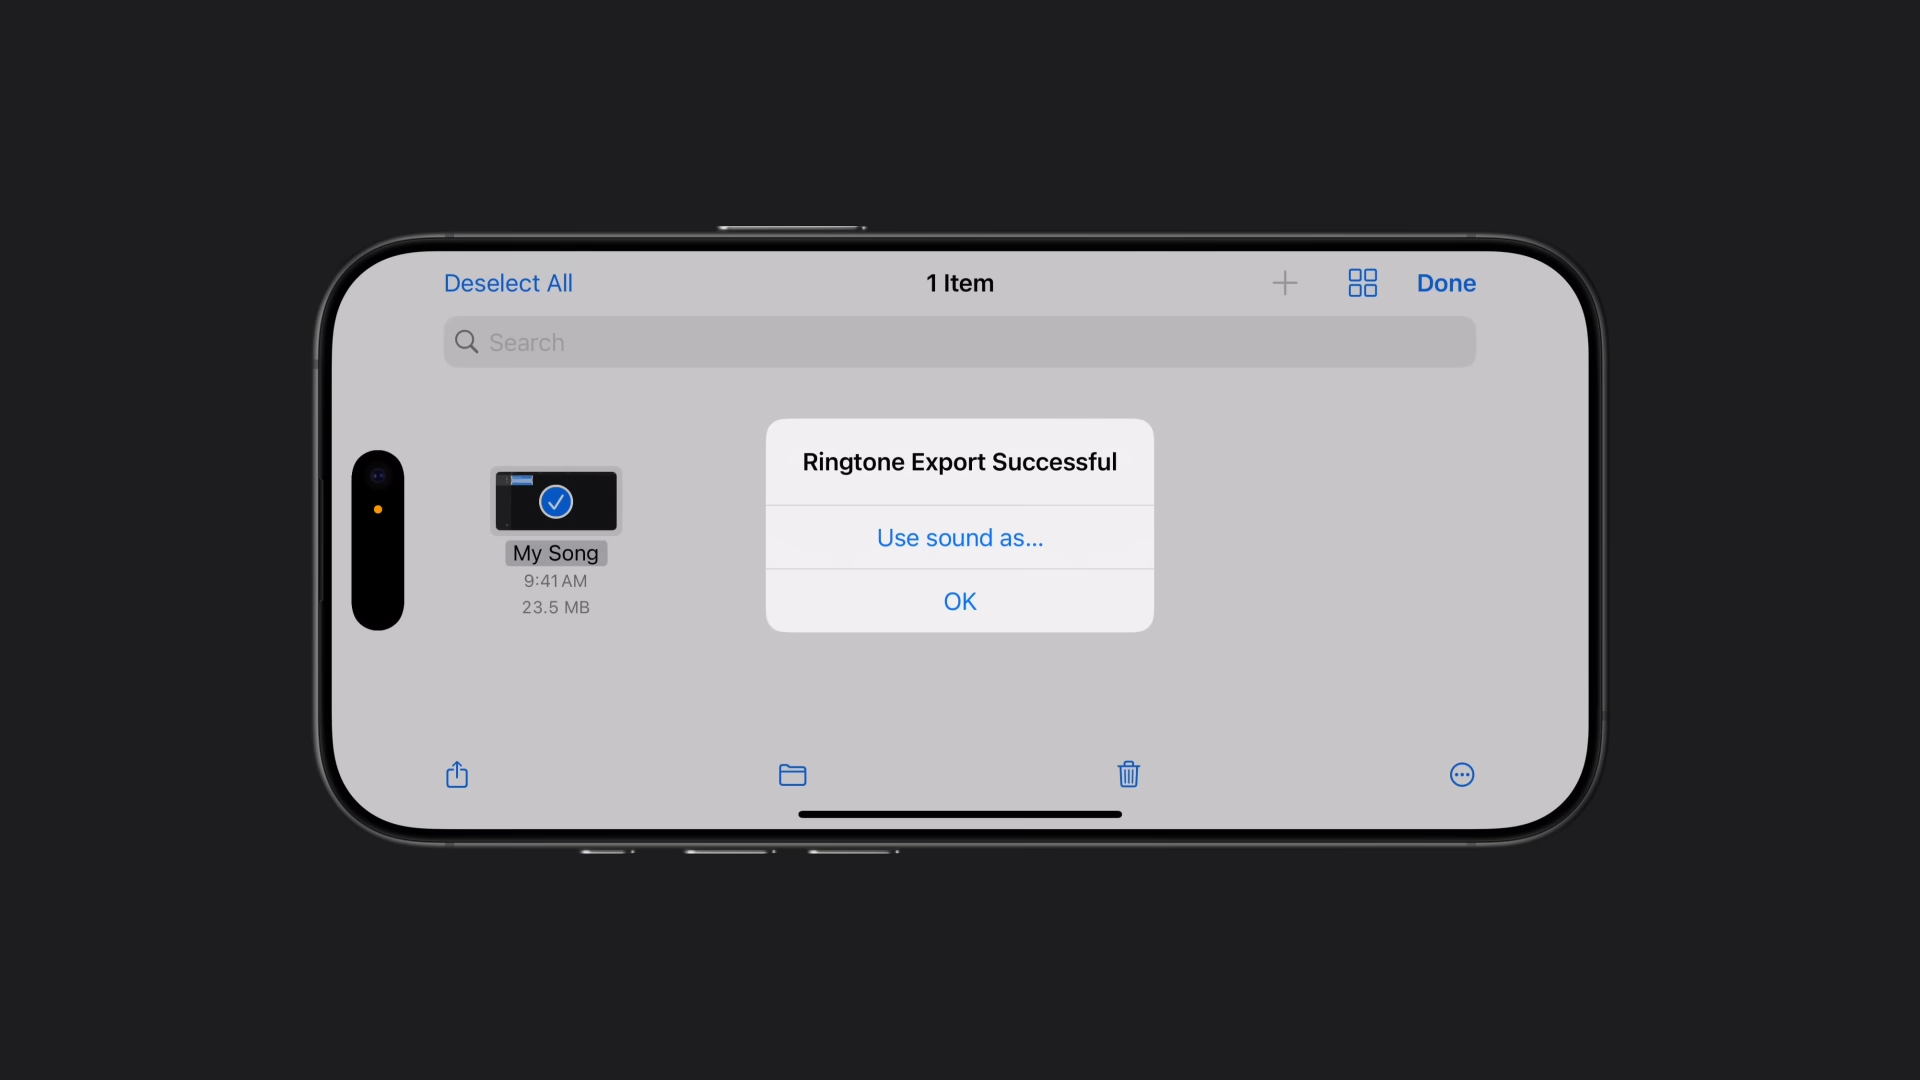 Deselect All
1 Item
Done
Search
Ringtone Export Successful
Use sound as...
OK
My Song
9:41 AM
23.5 MB